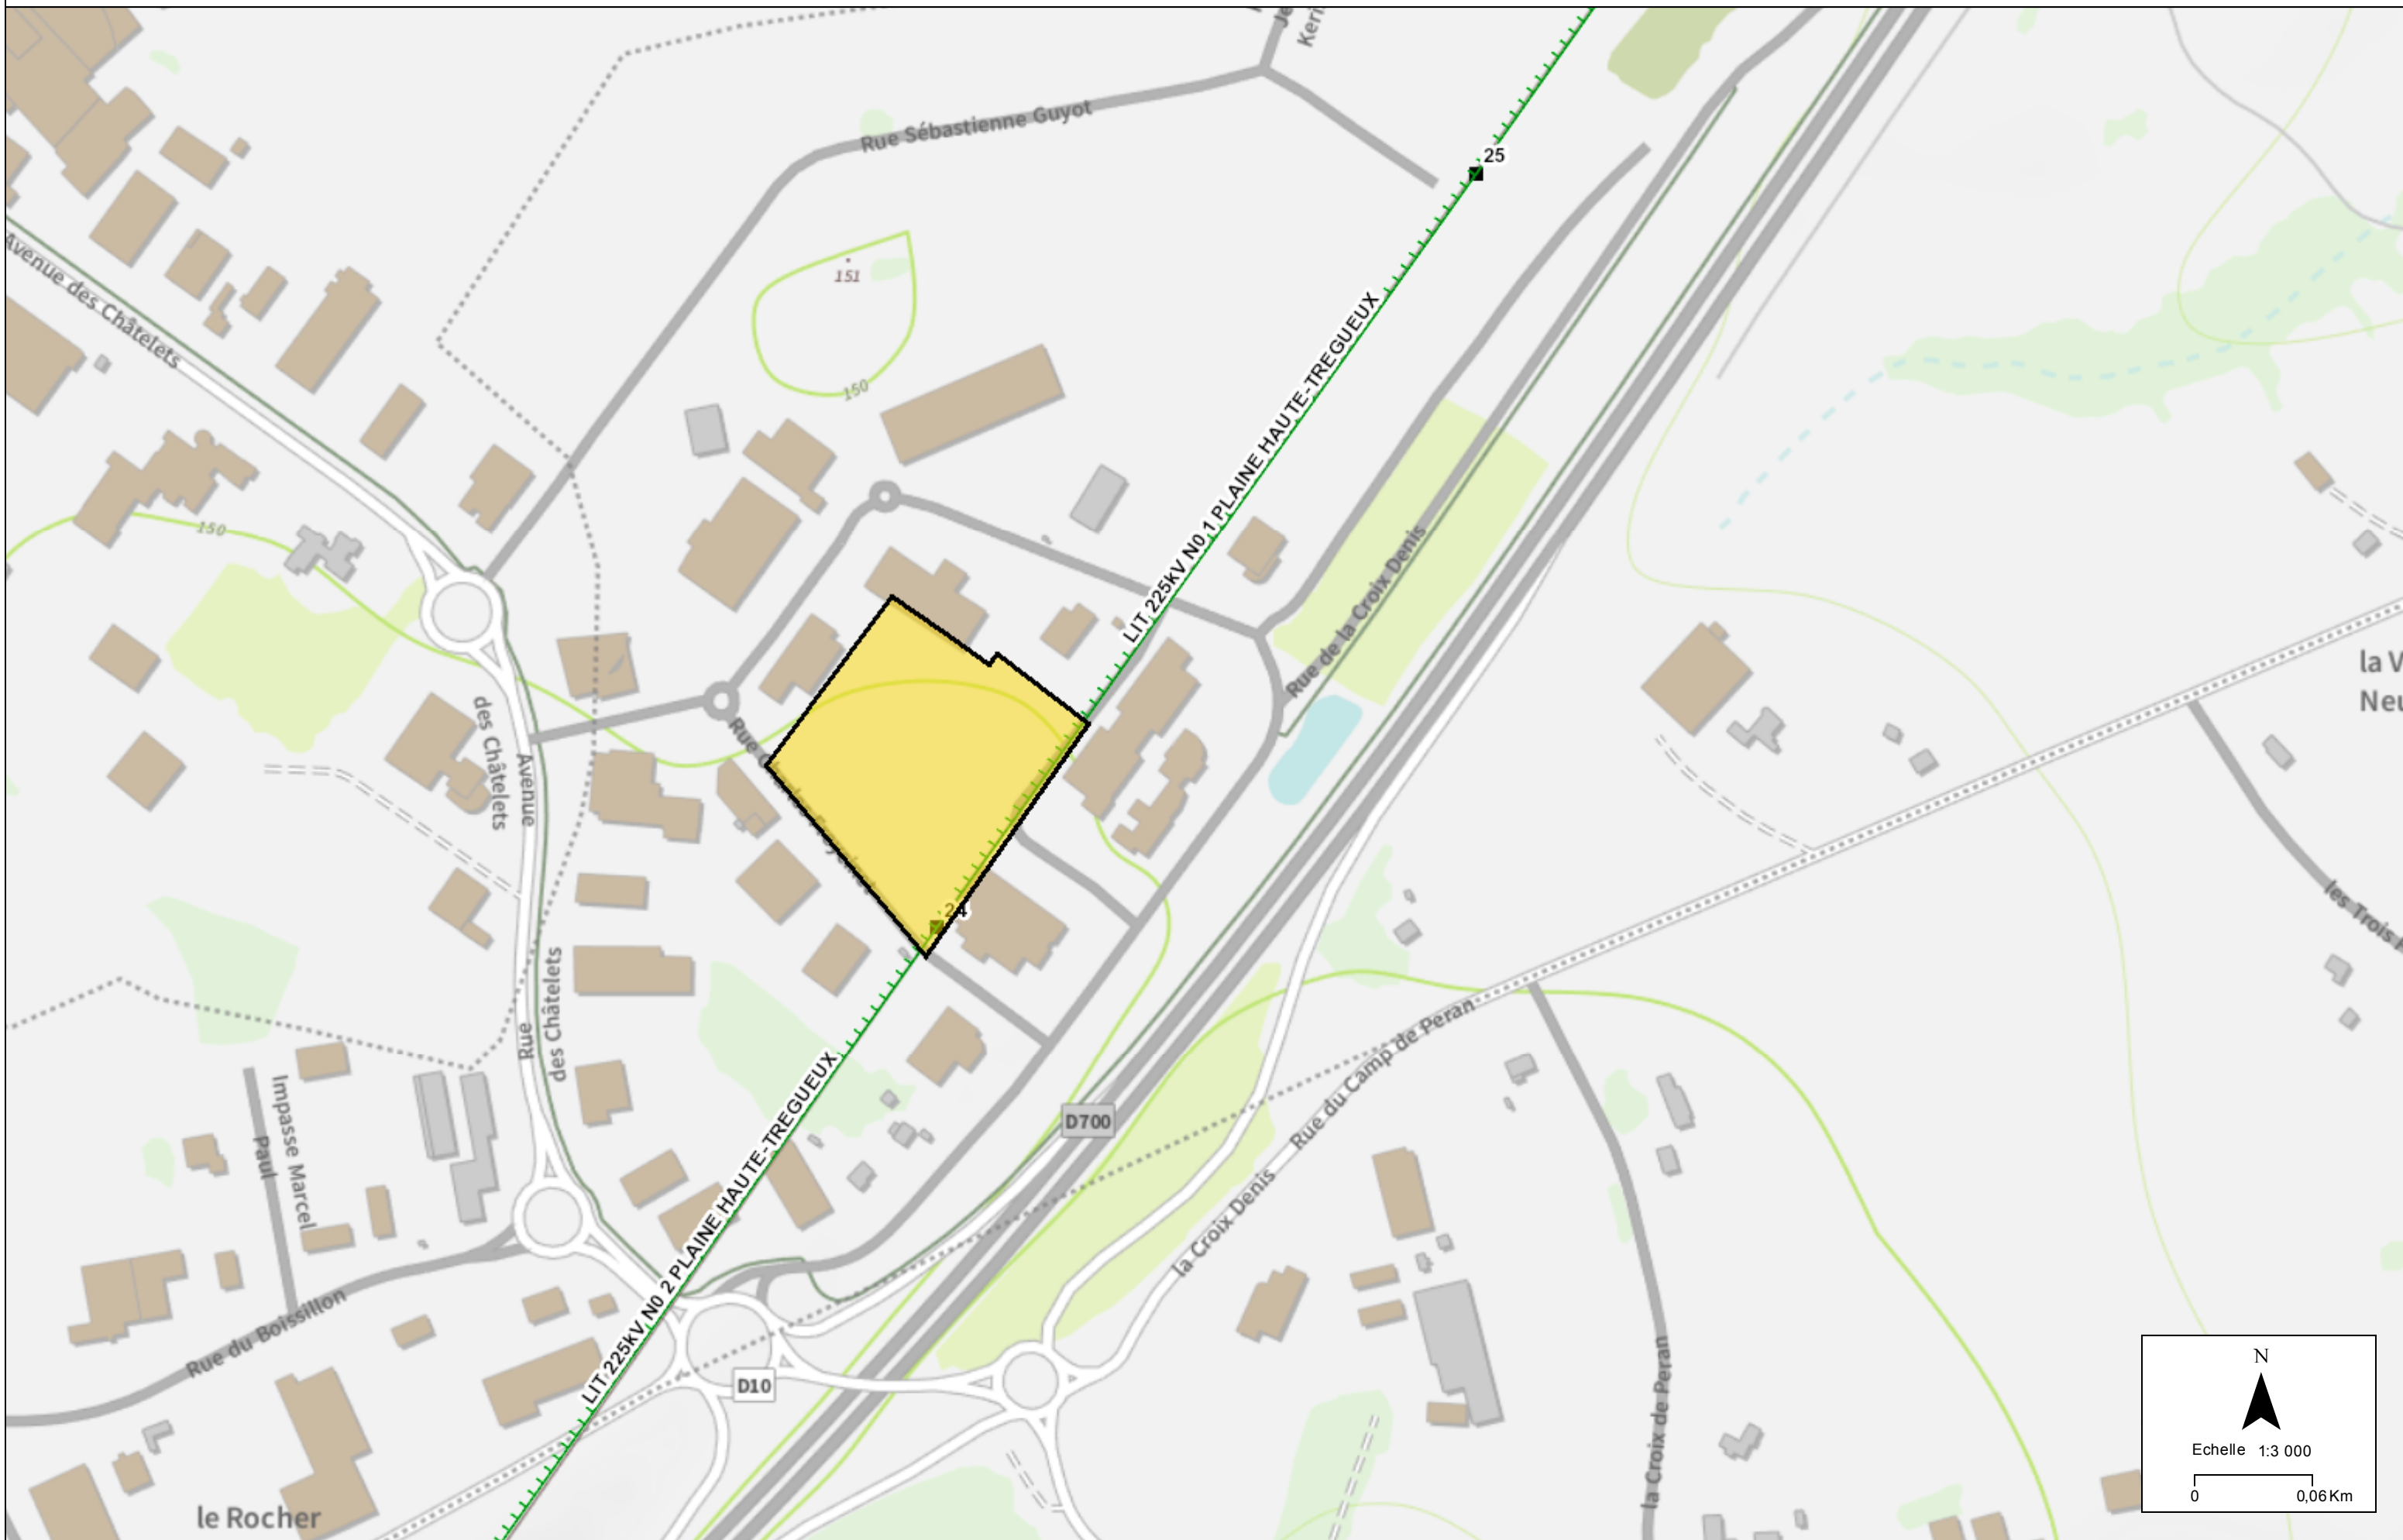 25
Rue Sébastienne Guyot
Avenue des Châtelets
151
150
150
LIT 225kV N0 1 PLAINE HAUTE-TREGUEUX
Rue de la Croix Denis
la V
Neu
Avenue
des Châtelets
Rue
24
les Trois
Rue
des Châtelets
Impasse Marcel
Paul
LIT 225kV N0 2 PLAINE HAUTE-TREGUEUX
D700
Rue du Camp de Peran
la Croix Denis
Rue du Boissillon
D10
la Croix de Peran
le Rocher
N
Echelle 1:3 000
0 0,06 Km